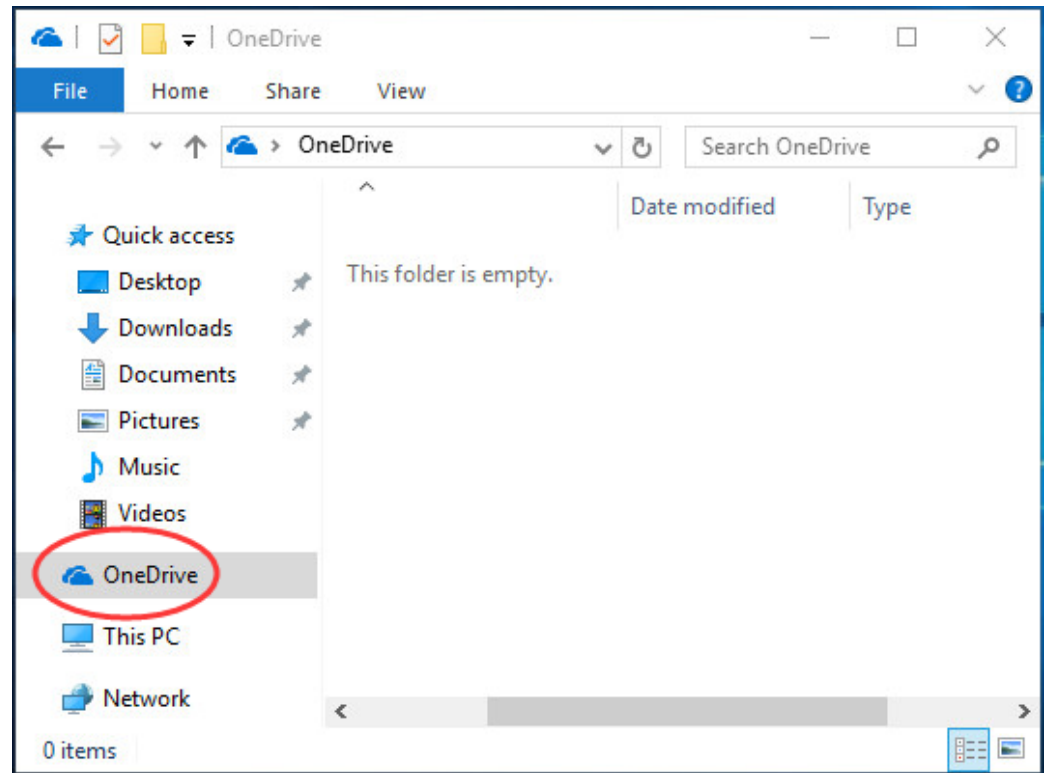 OneDrive
File Home Share View
OneDrive Search OneDrive
Date modified Type
Quick access
This folder is empty.
Desktop
Downloads
Documents
Pictures
Music
Videos
OneDrive
This PC
Network
0 items